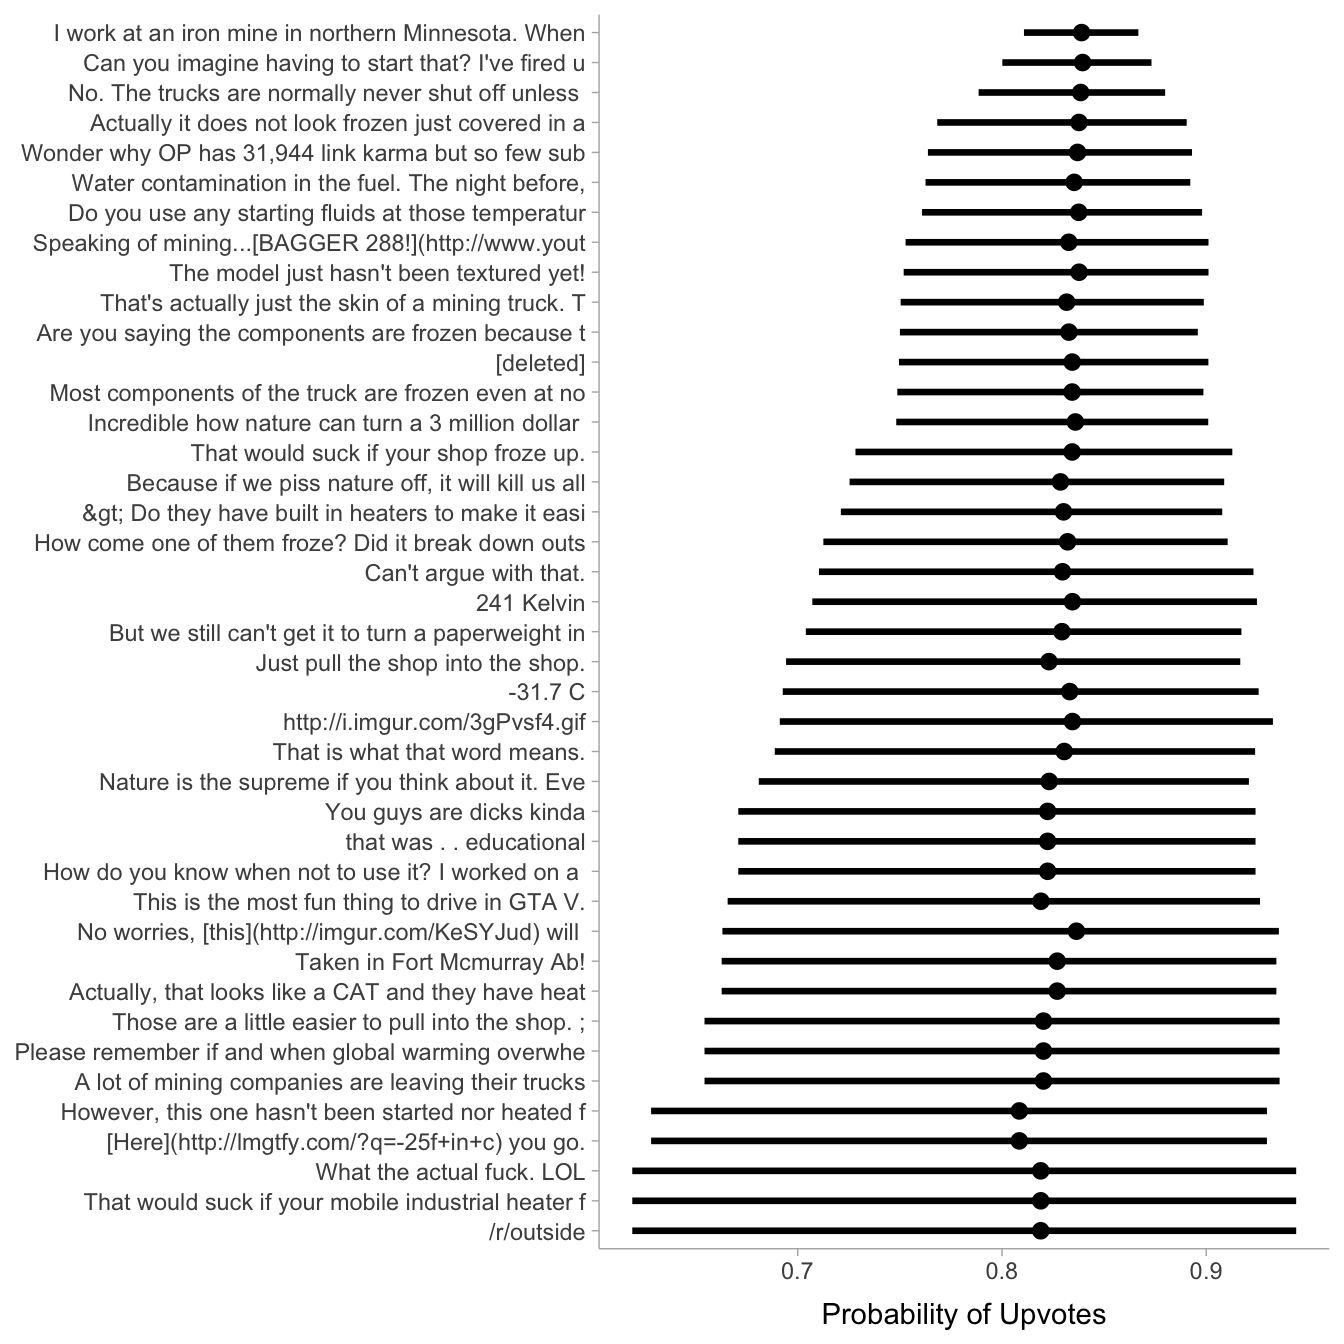 I work at an iron mine in northern Minnesota. When
Can you imagine having to start that? I've fired u
No. The trucks are normally never shut off unless
Actually it does not look frozen just covered in a
Wonder why OP has 31,944 link karma but so few sub
Water contamination in the fuel. The night before,
Do you use any starting fluids at those temperatur
Speaking of mining...[BAGGER 288!](http://www.yout
The model just hasn't been textured yet!
That's actually just the skin of a mining truck. T
Are you saying the components are frozen because t
[deleted]
Most components of the truck are frozen even at no
Incredible how nature can turn a 3 million dollar
That would suck if your shop froze up.
Because if we piss nature off, it will kill us all
&gt; Do they have built in heaters to make it easi
How come one of them froze? Did it break down outs
Can't argue with that.
241 Kelvin
But we still can't get it to turn a paperweight in
Just pull the shop into the shop.
-31.7 C
http://i.imgur.com/3gPvsf4.gif
That is what that word means.
Nature is the supreme if you think about it. Eve
You guys are dicks kinda
that was . . educational
How do you know when not to use it? I worked on a
This is the most fun thing to drive in GTA V.
No worries, [this](http://imgur.com/KeSYJud) will
Taken in Fort Mcmurray Ab!
Actually, that looks like a CAT and they have heat
Those are a little easier to pull into the shop. ;
Please remember if and when global warming overwhe
A lot of mining companies are leaving their trucks
However, this one hasn't been started nor heated f
[Here](http://lmgtfy.com/?q=-25f+in+c) you go.
What the actual fuck. LOL
That would suck if your mobile industrial heater f
/r/outside
0.7 0.8 0.9
Probability of Upvotes